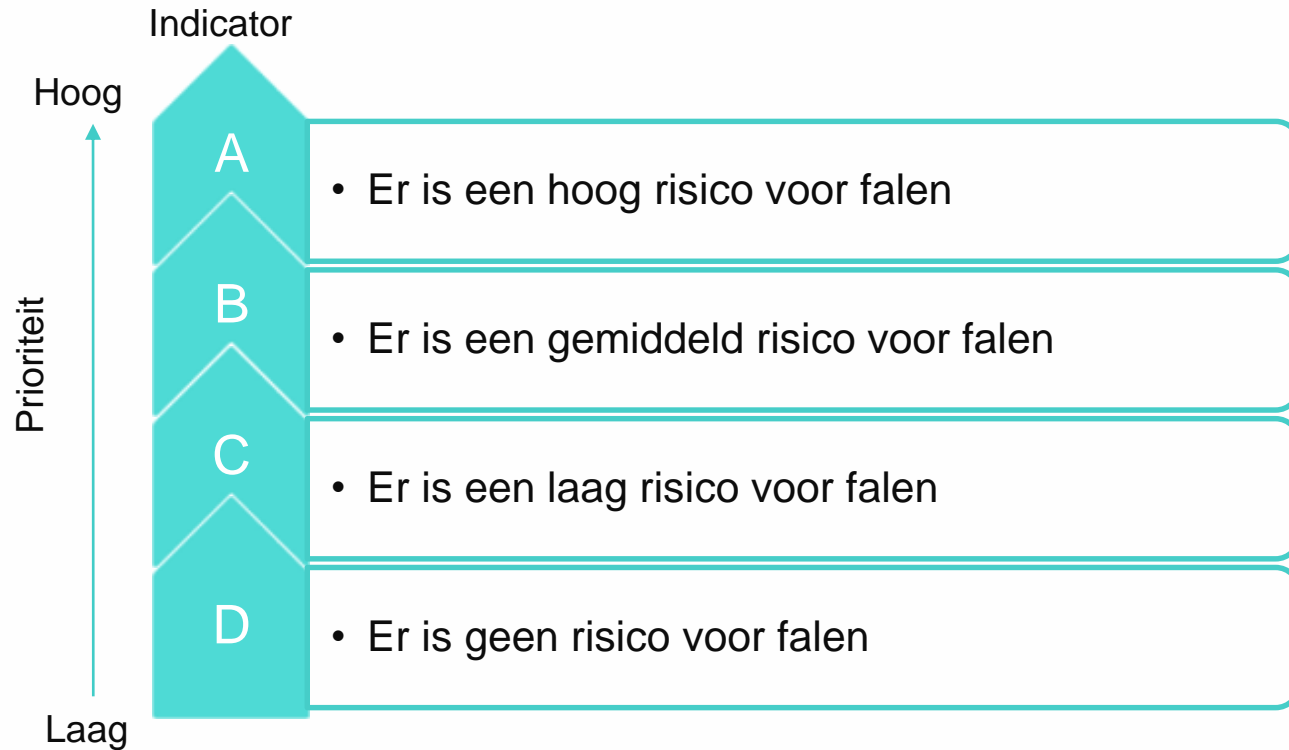 Indicator
Hoog
A
• Er is een hoog risico voor falen
B
• Er is een gemiddeld risico voor falen
Prioriteit
C
• Er is een laag risico voor falen
D
• Er is geen risico voor falen
Laag